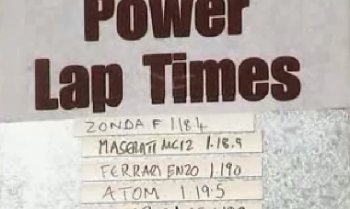 Power
Lap Times
ZONDA F 1.18.4
MASERATI MC12 1.18.9
FERRARI ENZO 1.19.0
ATOM 1.19.5